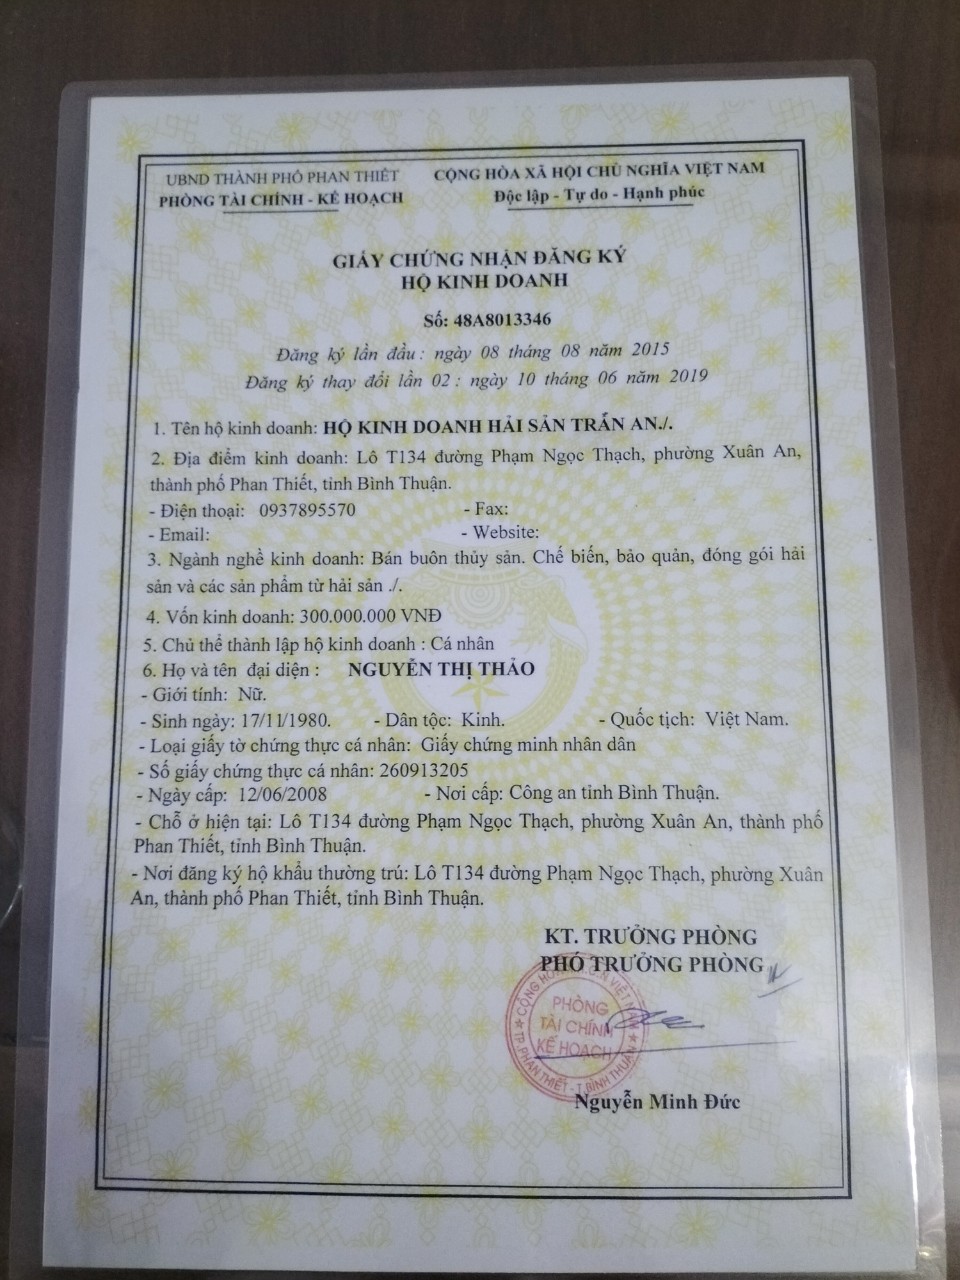 UBND THÀNH PHỐ PHAN THIẾT
PHÒNG TÀI CHÍNH - KẾ HOẠCH
CỘNG HÒA XÃ HỘI CHỦ NGHĨA VIỆT NAM
Độc lập - Tự do - Hạnh phúc
GIẤY CHỨNG NHẬN ĐĂNG KÝ
HỘ KINH DOANH
Số: 48A8013346
Đăng ký lần đầu : ngày 08 tháng 08 năm 2015
Đăng ký thay đổi lần 02 : ngày 10 tháng 06 năm 2019
1. Tên hộ kinh doanh: HỘ KINH DOANH HẢI SẢN TRẤN AN./.
2. Địa điểm kinh doanh: Lô T134 đường Phạm Ngọc Thạch, phường Xuân An,
thành phố Phan Thiết, tỉnh Bình Thuận.
- Điện thoại: 0937895570 - Fax:
- Email: - Website:
3. Ngành nghề kinh doanh: Bán buôn thủy sản. Chế biến, bảo quản, đóng gói hải
sản và các sản phẩm từ hải sản ./.
4. Vốn kinh doanh: 300.000.000 VNĐ
5. Chủ thể thành lập hộ kinh doanh : Cá nhân
6. Họ và tên đại diện : NGUYỄN THỊ THẢO
- Giới tính: Nữ.
- Sinh ngày: 17/11/1980. - Dân tộc: Kinh. - Quốc tịch: Việt Nam.
- Loại giấy tờ chứng thực cá nhân: Giấy chứng minh nhân dân
- Số giấy chứng thực cá nhân: 260913205
- Ngày cấp: 12/06/2008 - Nơi cấp: Công an tỉnh Bình Thuận.
- Chỗ ở hiện tại: Lô T134 đường Phạm Ngọc Thạch, phường Xuân An, thành phố
Phan Thiết, tỉnh Bình Thuận.
- Nơi đăng ký hộ khẩu thường trú: Lô T134 đường Phạm Ngọc Thạch, phường Xuân
An, thành phố Phan Thiết, tỉnh Bình Thuận.
KT. TRƯỞNG PHÒNG
PHÓ TRƯỞNG PHÒNG
PHÒNG
TÀI CHÍNH
KẾ HOẠCH
TP.PHAN THIẾT - T.BÌNH THUẬN
Nguyễn Minh Đức